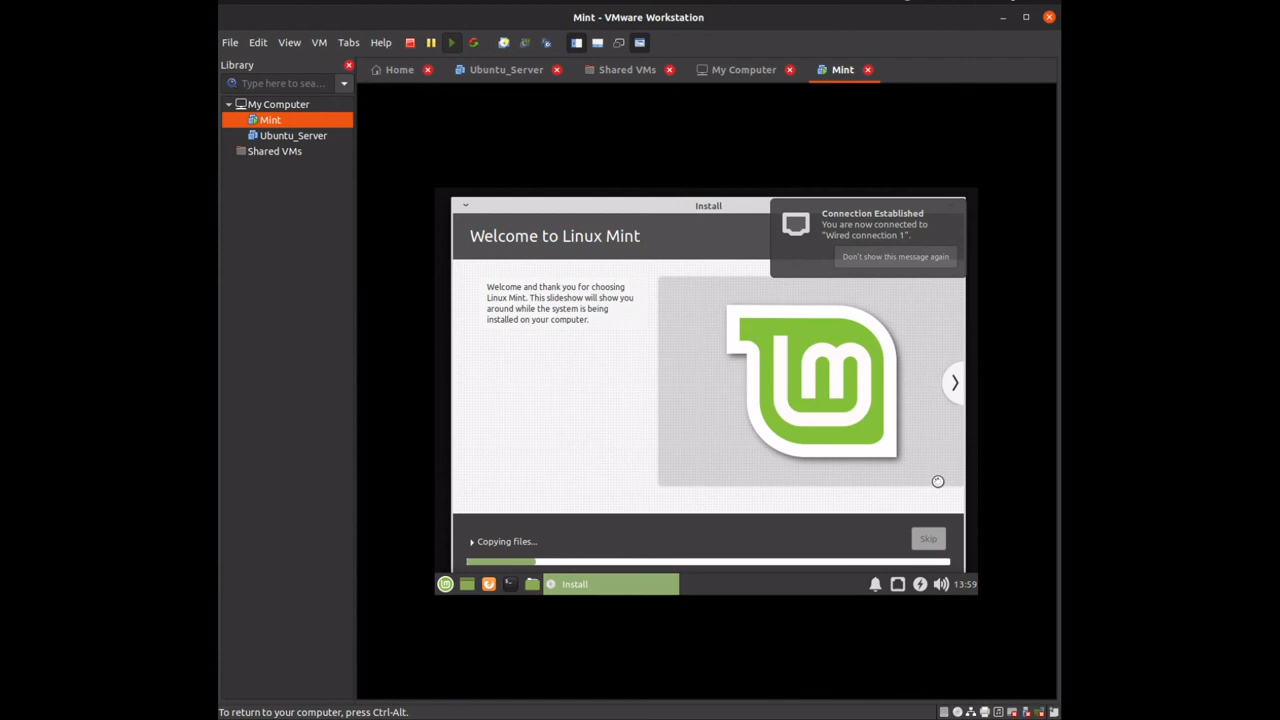 Mint - VMware Workstation
File Edit View VM Tabs Help
Library
Type here to sea...
Home
Ubuntu_Server
Shared VMs
My Computer
Mint
My Computer
Mint
Ubuntu_Server
Shared VMs
Install
Connection Established
You are now connected to
"Wired connection 1".
Don't show this message again
Welcome to Linux Mint
Welcome and thank you for choosing
Linux Mint. This slideshow will show you
around while the system is being
installed on your computer.
lm
Copying files...
Skip
Install
13:59
To return to your computer, press Ctrl-Alt.